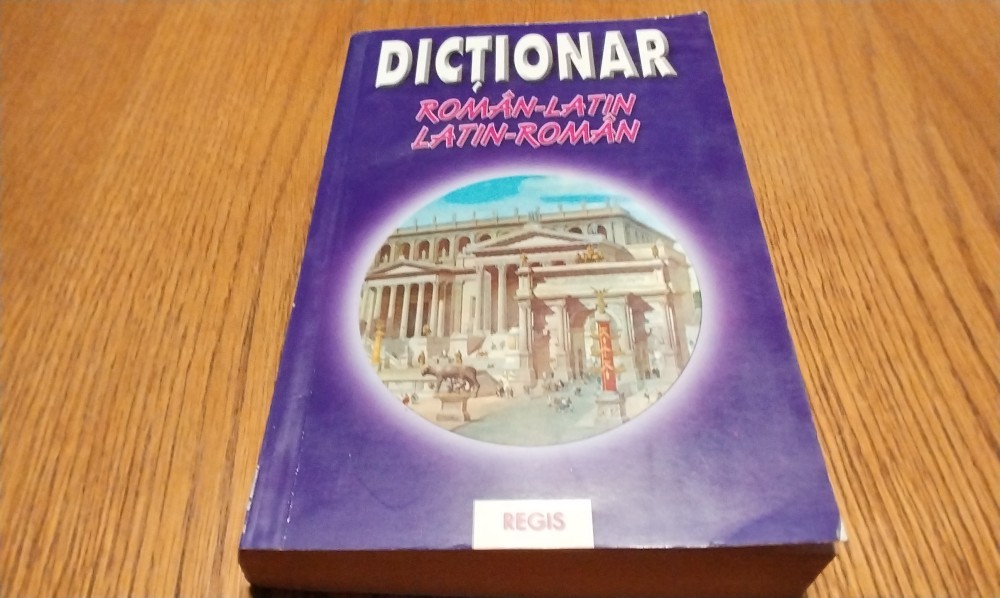 DICȚIONAR
ROMÂN-LATIN
LATIN-ROMÂN
REGIS